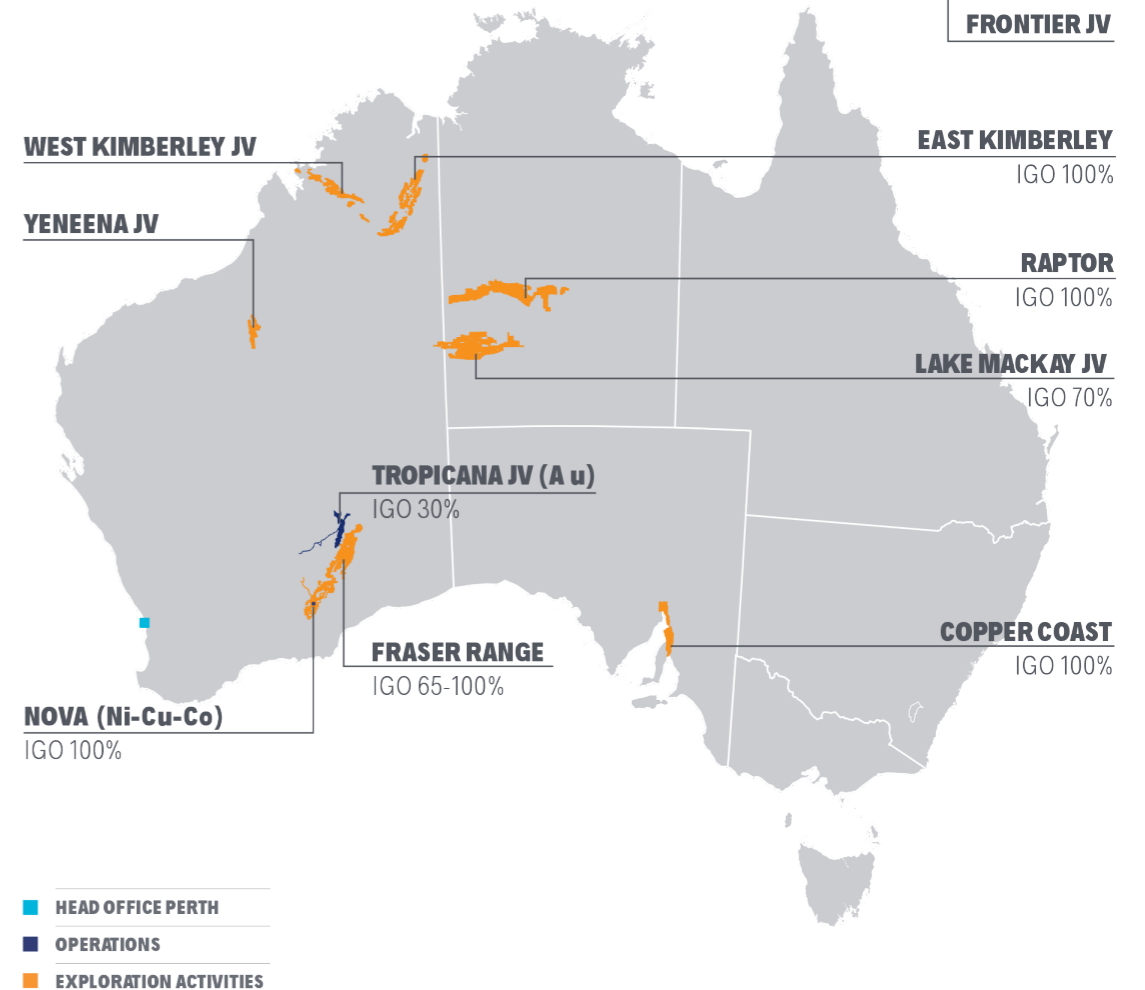 FRONTIER JV
WEST KIMBERLEY JV
EAST KIMBERLEY
IGO 100%
YENEENA JV
RAPTOR
IGO 100%
LAKE MACKAY JV
IGO 70%
TROPICANA JV (A u)
IGO 30%
COPPER COAST
IGO 100%
FRASER RANGE
IGO 65-100%
NOVA (Ni-Cu-Co)
IGO 100%
HEAD OFFICE PERTH
OPERATIONS
EXPLORATION ACTIVITIES